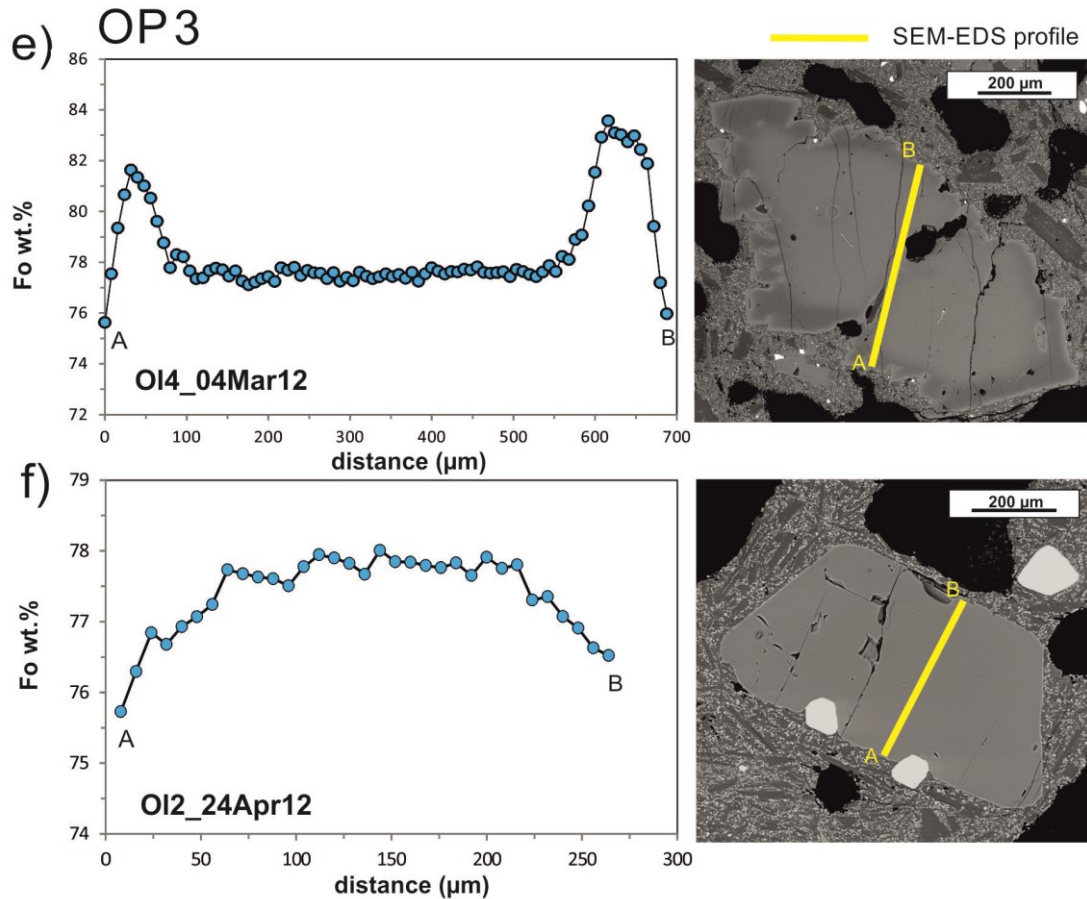 e) OP3
SEM-EDS profile
86
84
82
80
78
76
74
72
Fo wt.%
A
B
Ol4_04Mar12
0 100 200 300 400 500 600 700
distance (µm)
200 µm
B
A
f)
79
78
77
76
75
74
Fo wt.%
A
B
Ol2_24Apr12
0 50 100 150 200 250 300
distance (µm)
200 µm
B
A